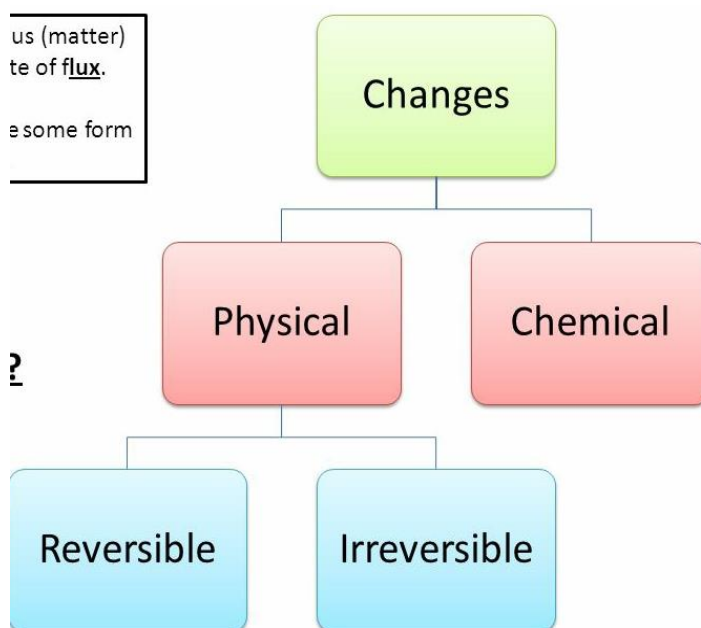 us (matter)
te of flux.
e some form
Changes
Physical
Chemical
?
Reversible
Irreversible